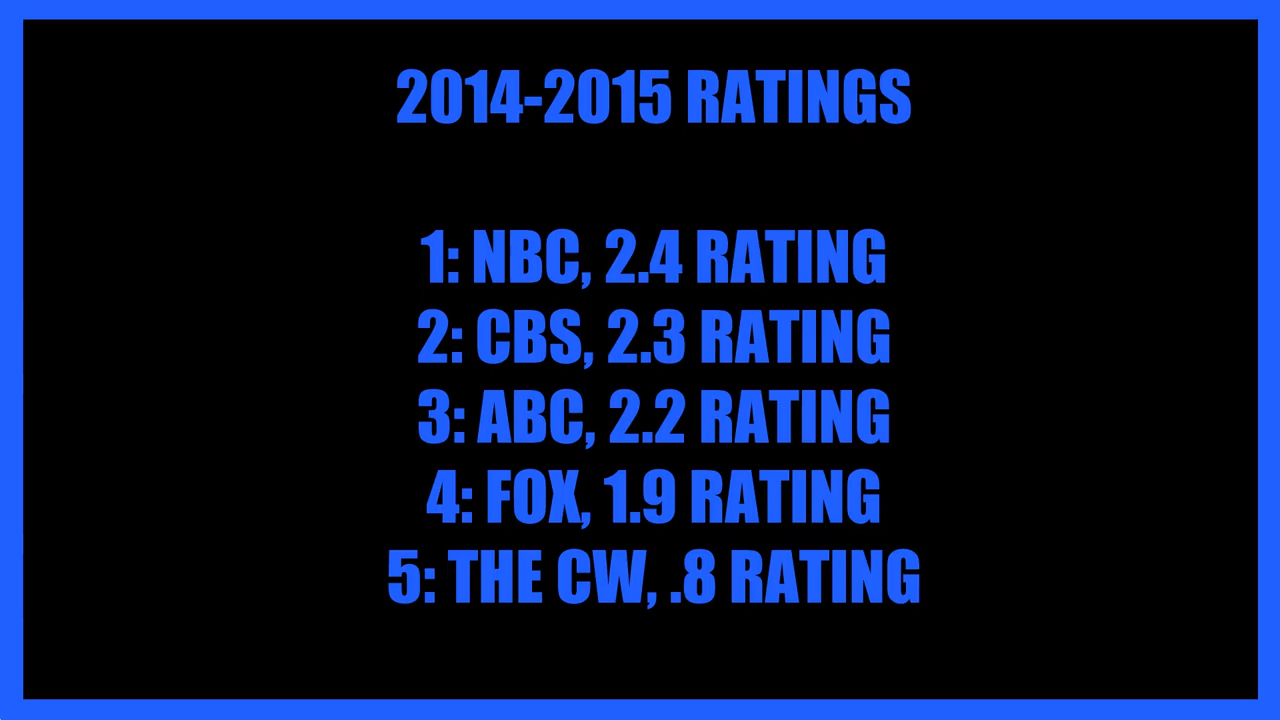 2014-2015 RATINGS
1: NBC, 2.4 RATING
2: CBS, 2.3 RATING
3: ABC, 2.2 RATING
4: FOX, 1.9 RATING
5: THE CW, .8 RATING